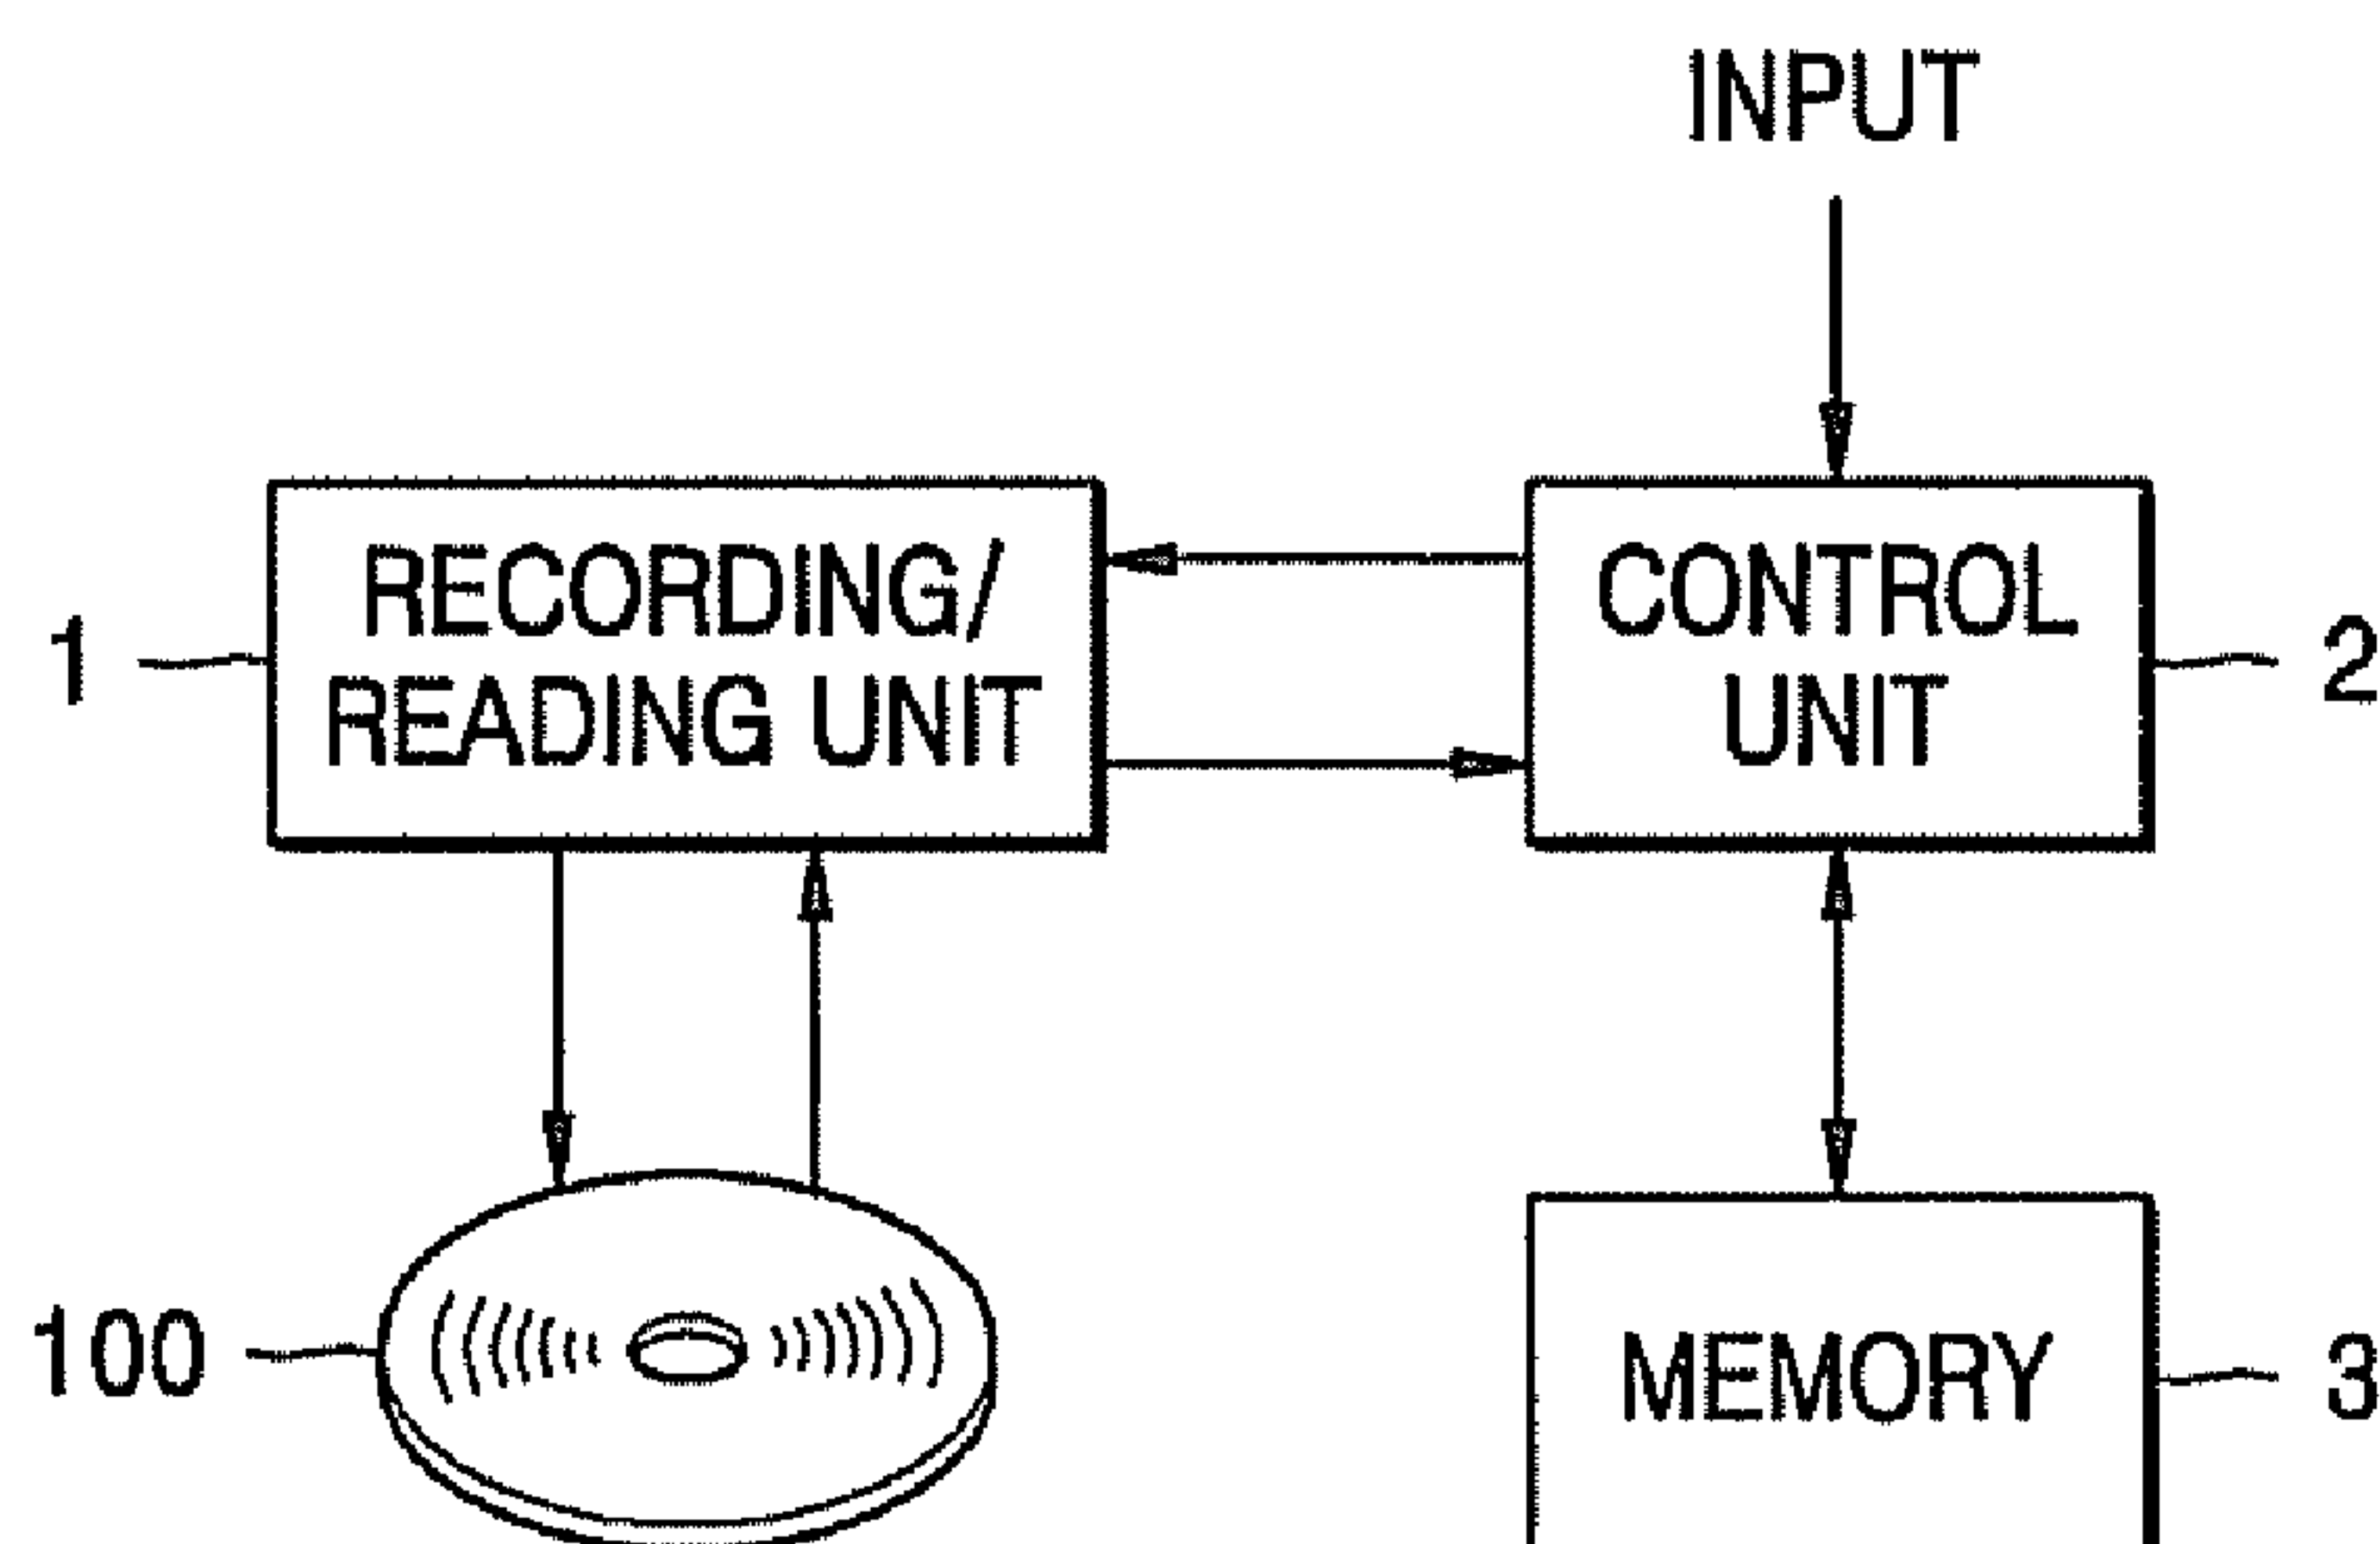 INPUT
RECORDING/
READING UNIT
1
CONTROL
UNIT
2
100
MEMORY
3